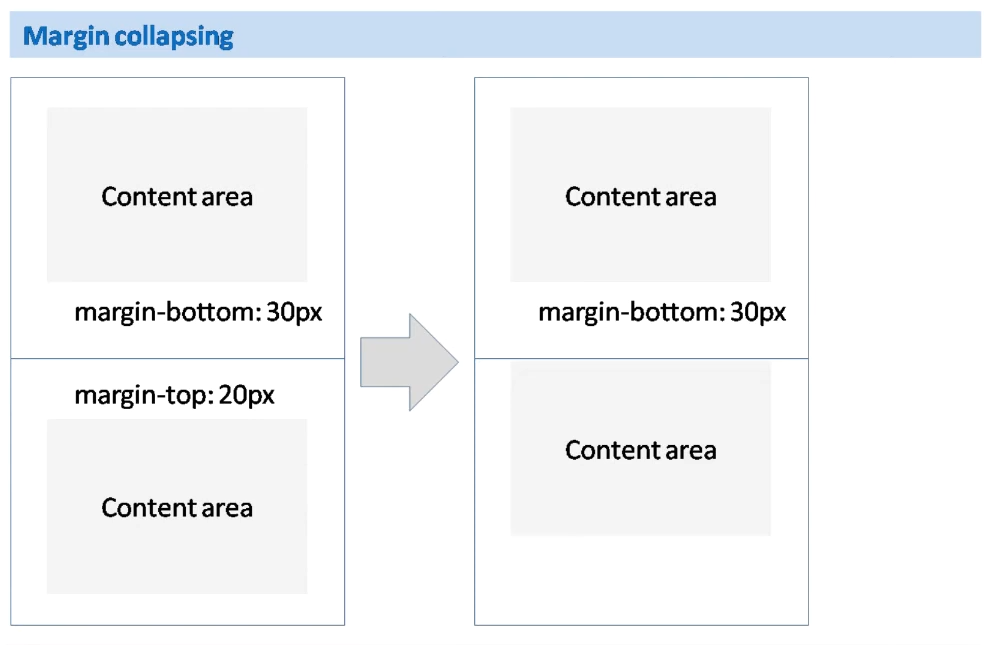 Margin collapsing
Content area
margin-bottom: 30px
margin-top: 20px
Content area
Content area
margin-bottom: 30px
Content area